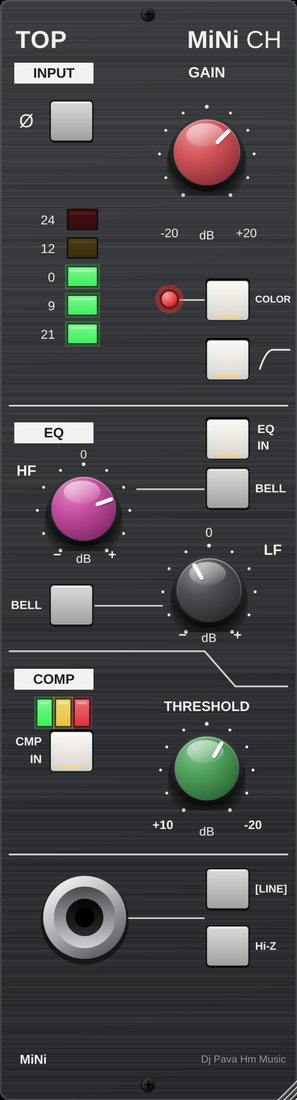 TOP MiNi CH
INPUT GAIN
Ø
24
12
0
9
21
-20 dB +20
COLOR
EQ
EQ
IN
HF
0
BELL
− dB +
0
LF
BELL
− dB +
COMP
THRESHOLD
CMP
IN
+10 dB -20
[LINE]
Hi-Z
MiNi Dj Pava Hm Music